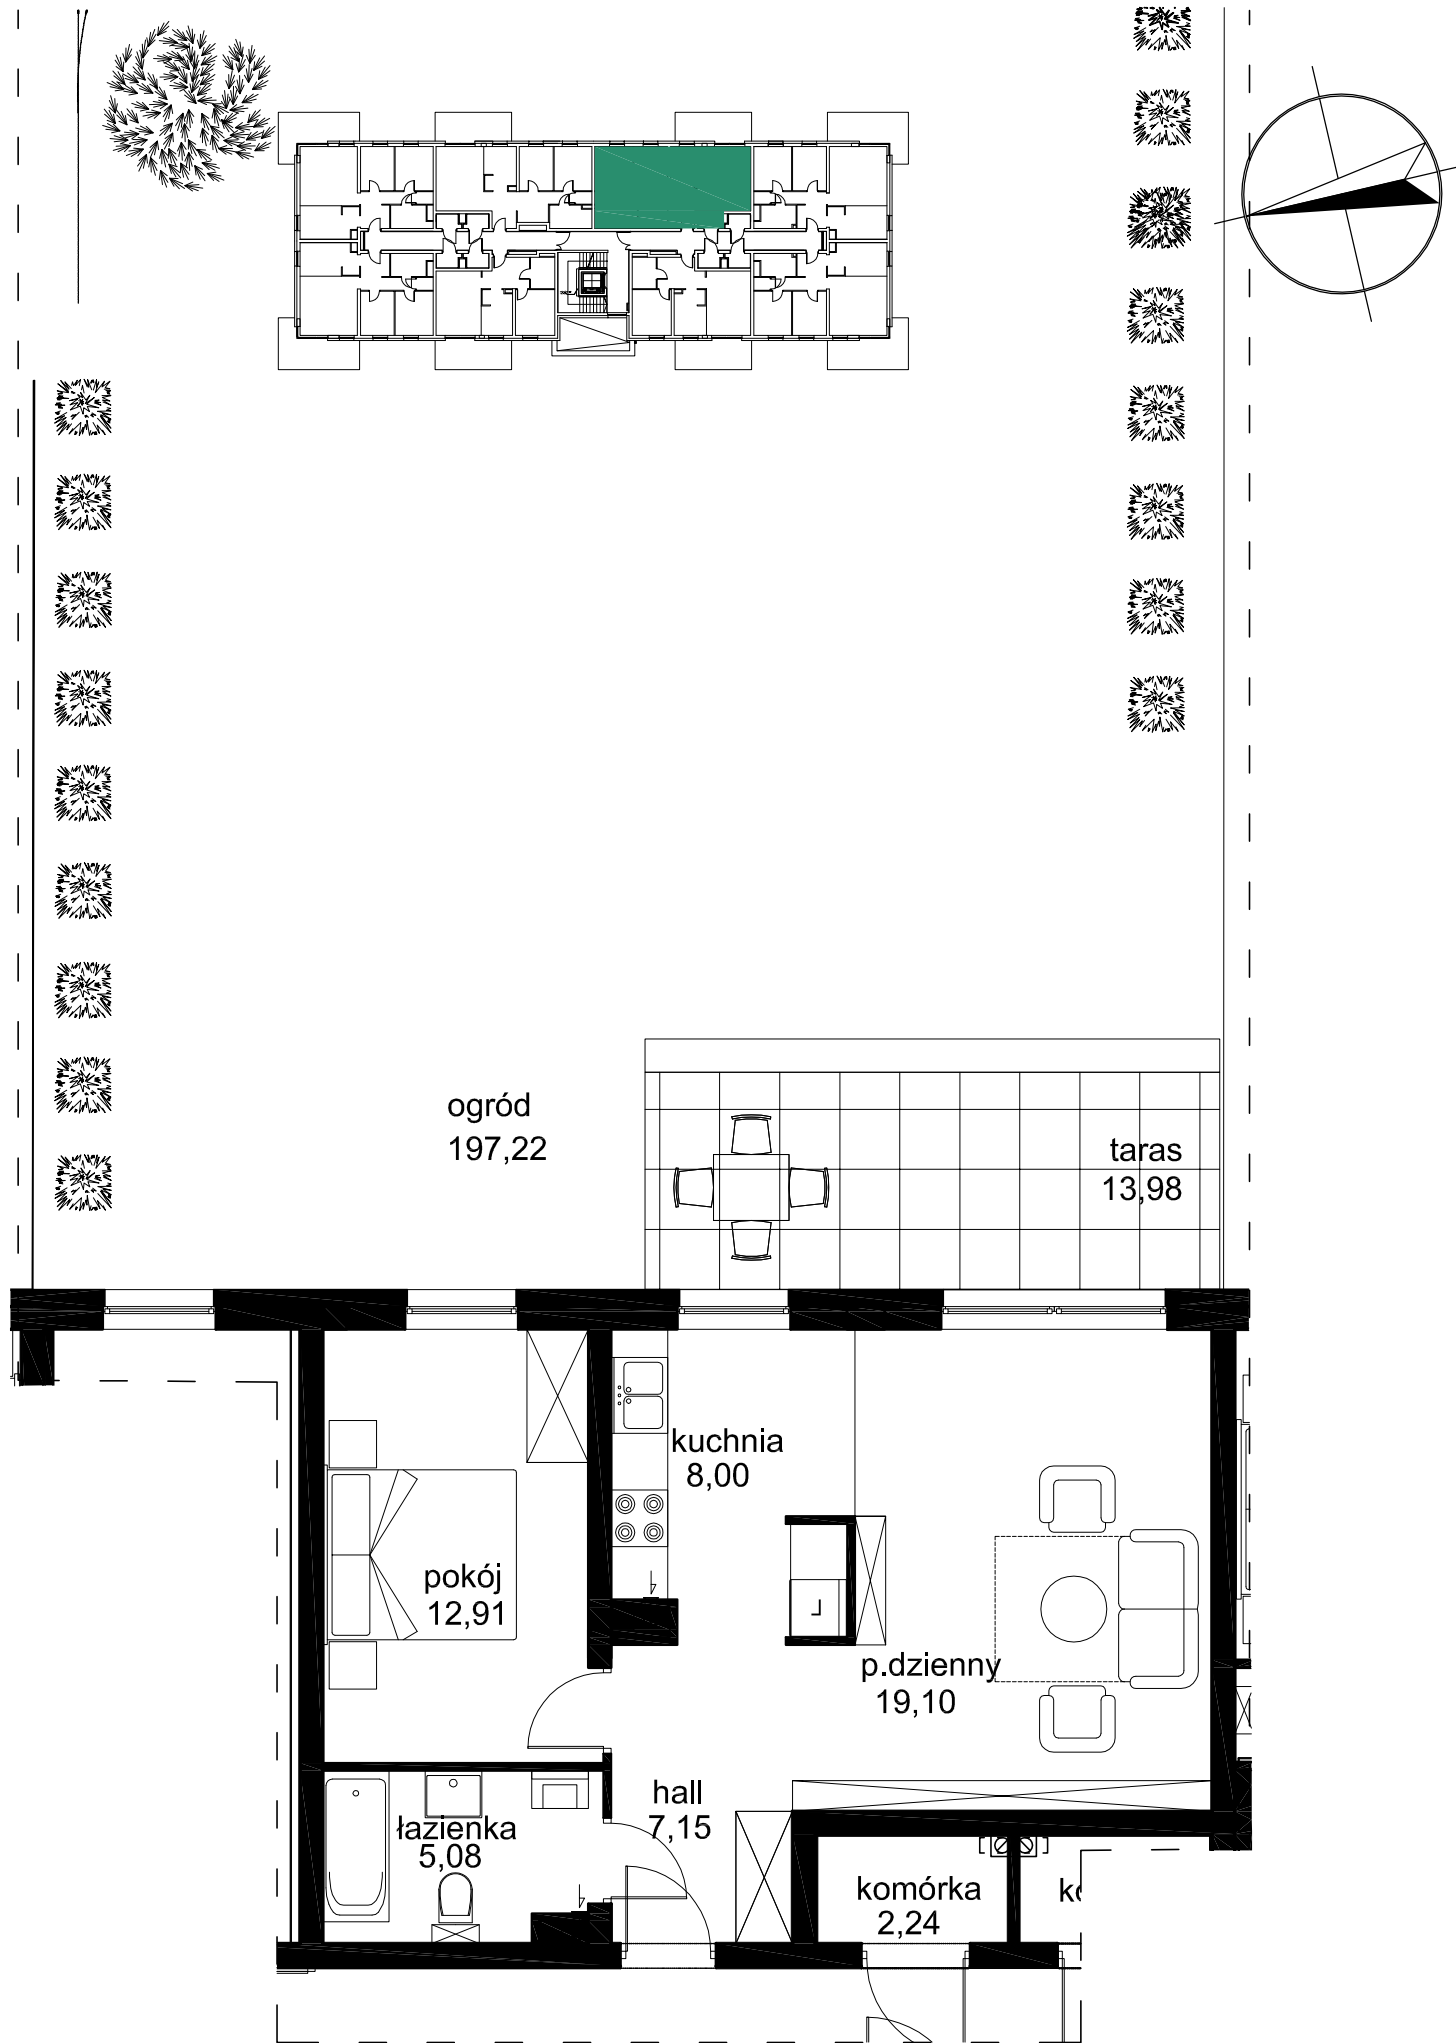 ogród
197,22
taras
13,98
kuchnia
8,00
pokój
12,91
p.dzienny
19,10
hall
7,15
łazienka
5,08
komórka
2,24